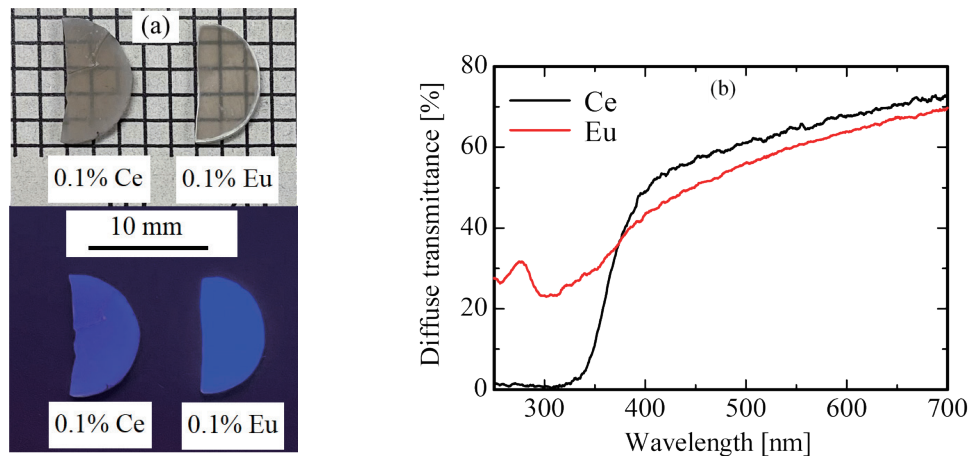 (a)
0.1% Ce
0.1% Eu
10 mm
0.1% Ce
0.1% Eu
(b)
Ce
Eu
Diffuse transmittance [%]
80
60
40
20
0
300
400
500
600
700
Wavelength [nm]